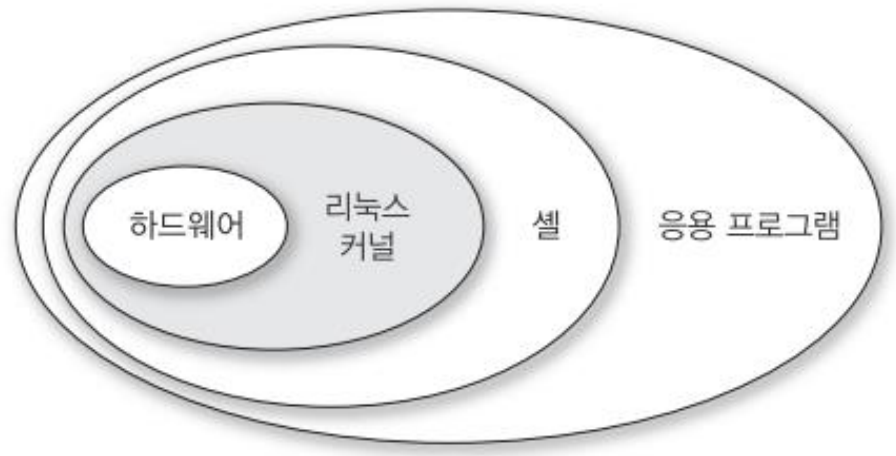 하드웨어
리눅스
커널
셸
응용 프로그램